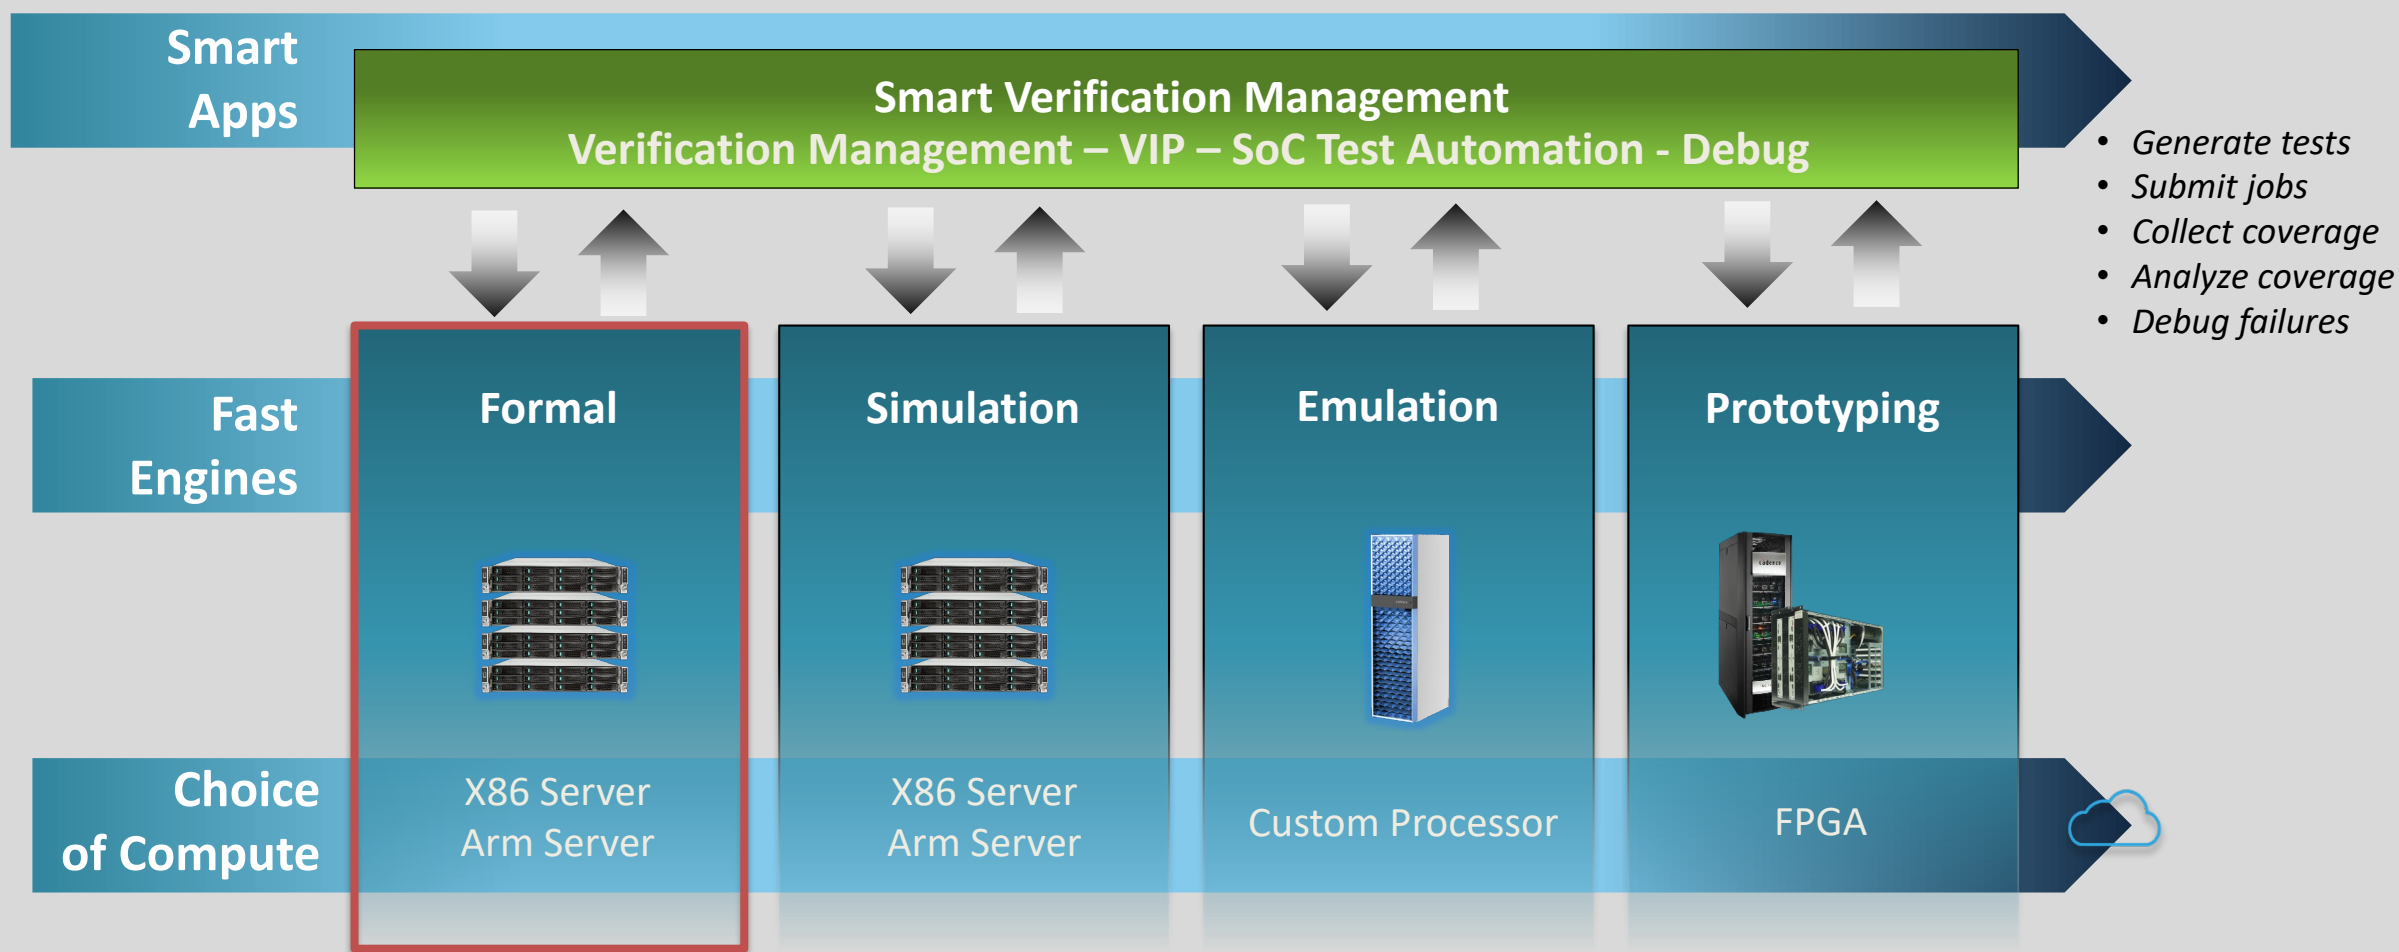 Smart
Apps
Smart Verification Management
Verification Management – VIP – SoC Test Automation - Debug
• Generate tests
• Submit jobs
• Collect coverage
• Analyze coverage
• Debug failures
Fast
Engines
Formal
Simulation
Emulation
Prototyping
cadence
Choice
of Compute
X86 Server
Arm Server
X86 Server
Arm Server
Custom Processor
FPGA